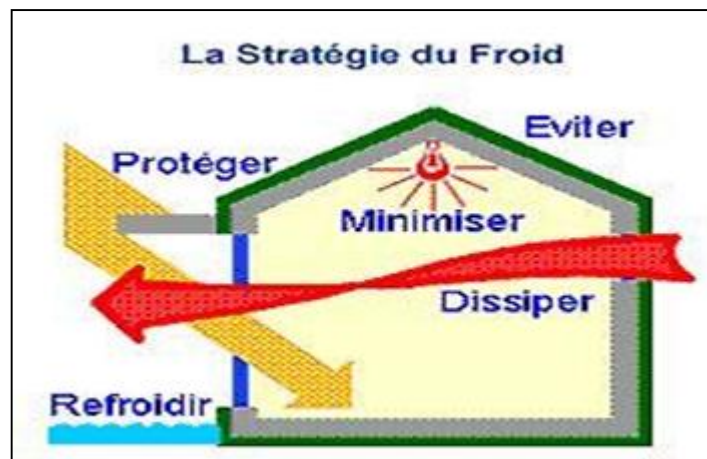 La Stratégie du Froid
Eviter
Protéger
Minimiser
Dissiper
Refroidir